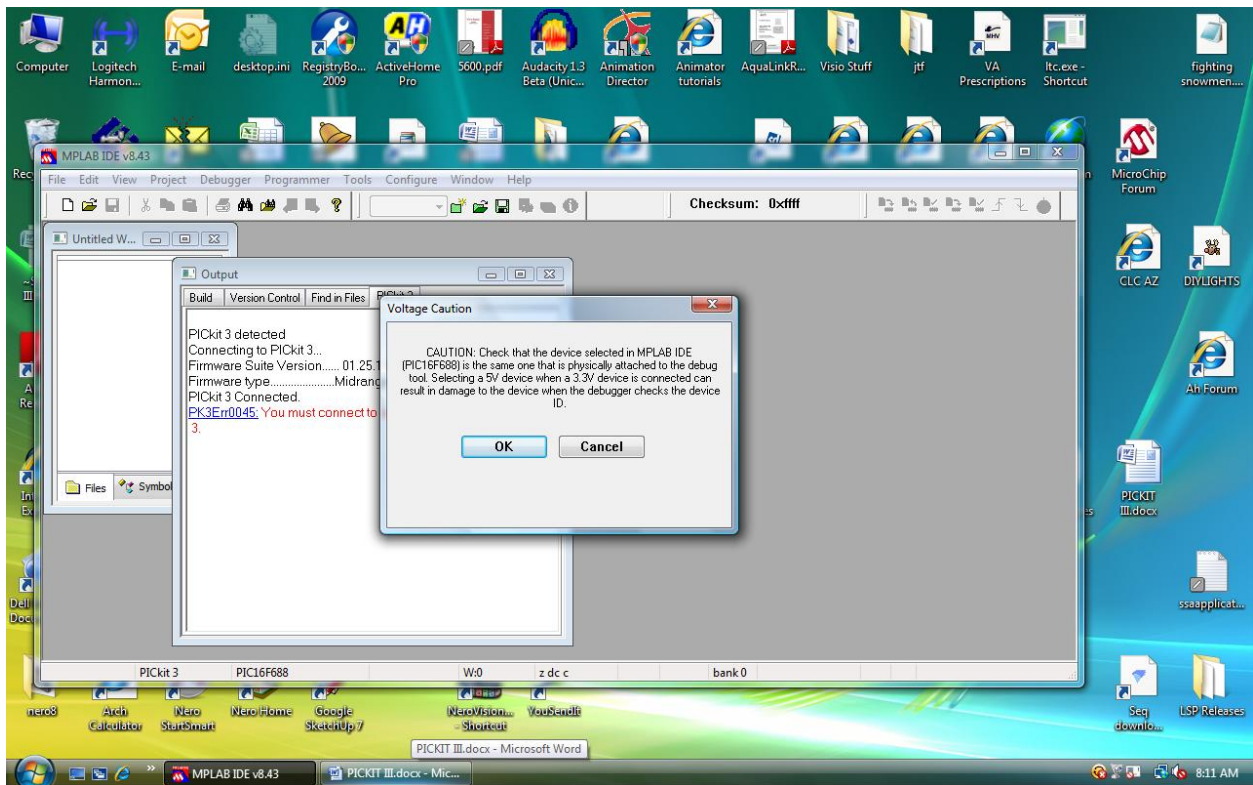 Computer
Logitech Harmon...
E-mail
desktop.ini
RegistryBo... 2009
ActiveHome Pro
5600.pdf
Audacity 1.3 Beta (Unic...
Animation Director
Animator tutorials
AquaLinkR...
Visio Stuff
jtf
VA Prescriptions
ltc.exe - Shortcut
fighting snowmen....
MPLAB IDE v8.43
File Edit View Project Debugger Programmer Tools Configure Window Help
Checksum: 0xffff
MicroChip Forum
CLC AZ
DIYLIGHTS
Ah Forum
PICKIT III.docx
ssaapplicat...
Untitled W...
Files
Symbol
Output
Build Version Control Find in Files
PICkit 3 detected
Connecting to PICkit 3...
Firmware Suite Version...... 01.25.
Firmware type......................Midrang
PICkit 3 Connected.
PK3Err0045: You must connect to
3.
Voltage Caution
CAUTION: Check that the device selected in MPLAB IDE
(PIC16F688) is the same one that is physically attached to the debug
tool. Selecting a 5V device when a 3.3V device is connected can
result in damage to the device when the debugger checks the device
ID.
OK
Cancel
PICkit 3
PIC16F688
W:0
z dc c
bank 0
nero8
Arch Calculator
Nero StartSmart
Nero Home
Google SketchUp 7
NeroVision... - Shortcut
YouSendIt
Seq downlo...
LSP Releases
PICKIT III.docx - Microsoft Word
MPLAB IDE v8.43
PICKIT III.docx - Mic...
8:11 AM